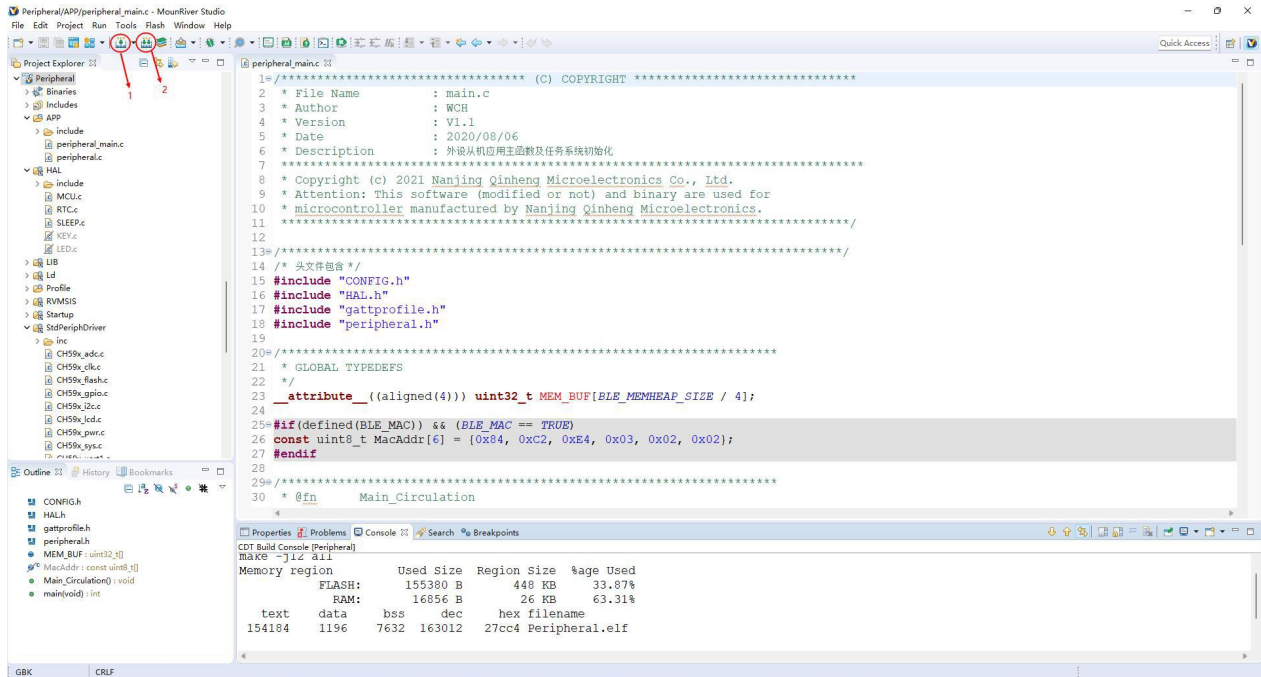 Peripheral/APP/peripheral_main.c - MounRiver Studio
File Edit Project Run Tools Flash Window Help
Quick Access
Project Explorer
Peripheral
Binaries
Includes
APP
include
peripheral_main.c
peripheral.c
HAL
include
MCU.c
RTC.c
SLEEP.c
KEY.c
LED.c
LIB
Ld
Profile
RVMSIS
Startup
StdPeriphDriver
inc
CH59x_adc.c
CH59x_clk.c
CH59x_flash.c
CH59x_gpio.c
CH59x_i2c.c
CH59x_lcd.c
CH59x_pwr.c
CH59x_sys.c
1
2
Outline History Bookmarks
CONFIG.h
HAL.h
gattprofile.h
peripheral.h
MEM_BUF : uint32_t[]
MacAddr : const uint8_t[]
Main_Circulation() : void
main(void) : int
peripheral_main.c
1 /********************************** (C) COPYRIGHT *******************************
2 * File Name : main.c
3 * Author : WCH
4 * Version : V1.1
5 * Date : 2020/08/06
6 * Description : 外设从机应用主函数及任务系统初始化
7 *********************************************************************************
8 * Copyright (c) 2021 Nanjing Qinheng Microelectronics Co., Ltd.
9 * Attention: This software (modified or not) and binary are used for
10 * microcontroller manufactured by Nanjing Qinheng Microelectronics.
11 *******************************************************************************/
12
13 /******************************************************************************/
14 /* 头文件包含 */
15 #include "CONFIG.h"
16 #include "HAL.h"
17 #include "gattprofile.h"
18 #include "peripheral.h"
19
20 /*********************************************************************
21 * GLOBAL TYPEDEFS
22 */
23 __attribute__((aligned(4))) uint32_t MEM_BUF[BLE_MEMHEAP_SIZE / 4];
24
25 #if(defined(BLE_MAC)) && (BLE_MAC == TRUE)
26 const uint8_t MacAddr[6] = {0x84, 0xC2, 0xE4, 0x03, 0x02, 0x02};
27 #endif
28
29 /*********************************************************************
30 * @fn Main_Circulation
Properties Problems Console Search Breakpoints
CDT Build Console [Peripheral]
make -j12 all
Memory region Used Size Region Size %age Used
FLASH: 155380 B 448 KB 33.87%
RAM: 16856 B 26 KB 63.31%
text data bss dec hex filename
154184 1196 7632 163012 27cc4 Peripheral.elf
GBK CRLF